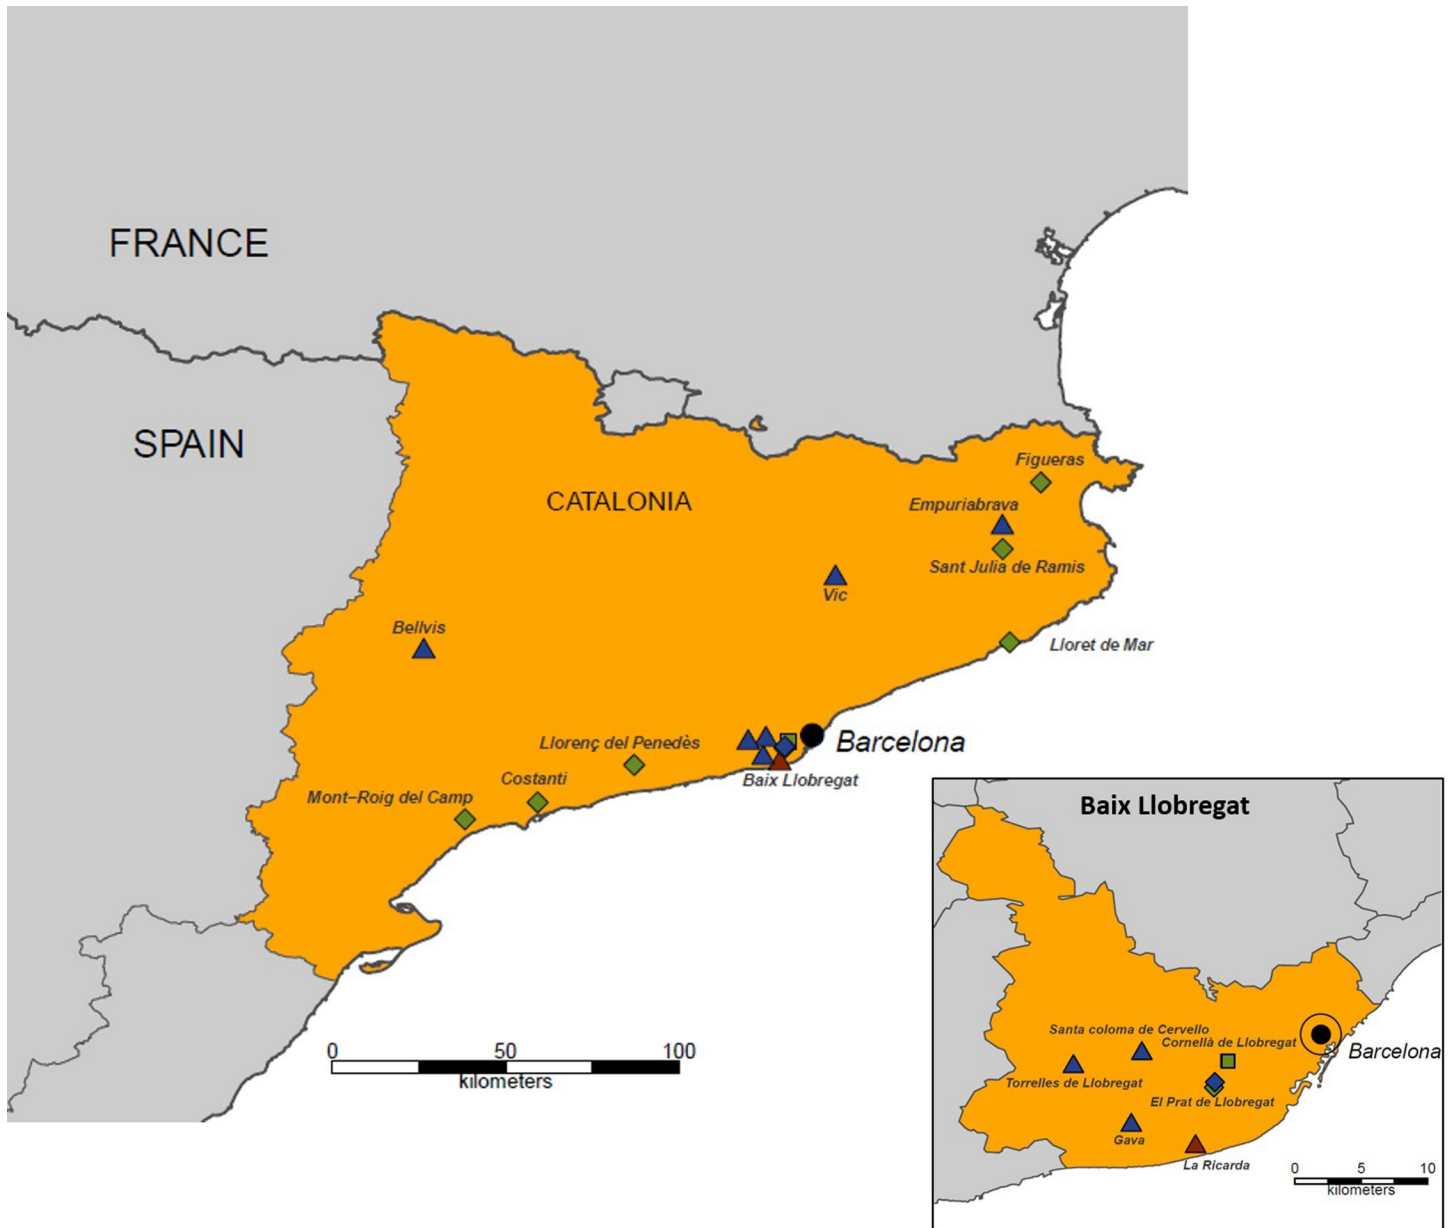 FRANCE
SPAIN
CATALONIA
Figueras
Empuriabrava
Sant Julia de Ramis
Vic
Bellvis
Lloret de Mar
Llorenç del Penedès
Barcelona
Costanti
Baix Llobregat
Mont–Roig del Camp
0 50 100
kilometers
Baix Llobregat
Santa coloma de Cervello
Cornellà de Llobregat
Barcelona
Torrelles de Llobregat
El Prat de Llobregat
Gava
La Ricarda
0 5 10
kilometers